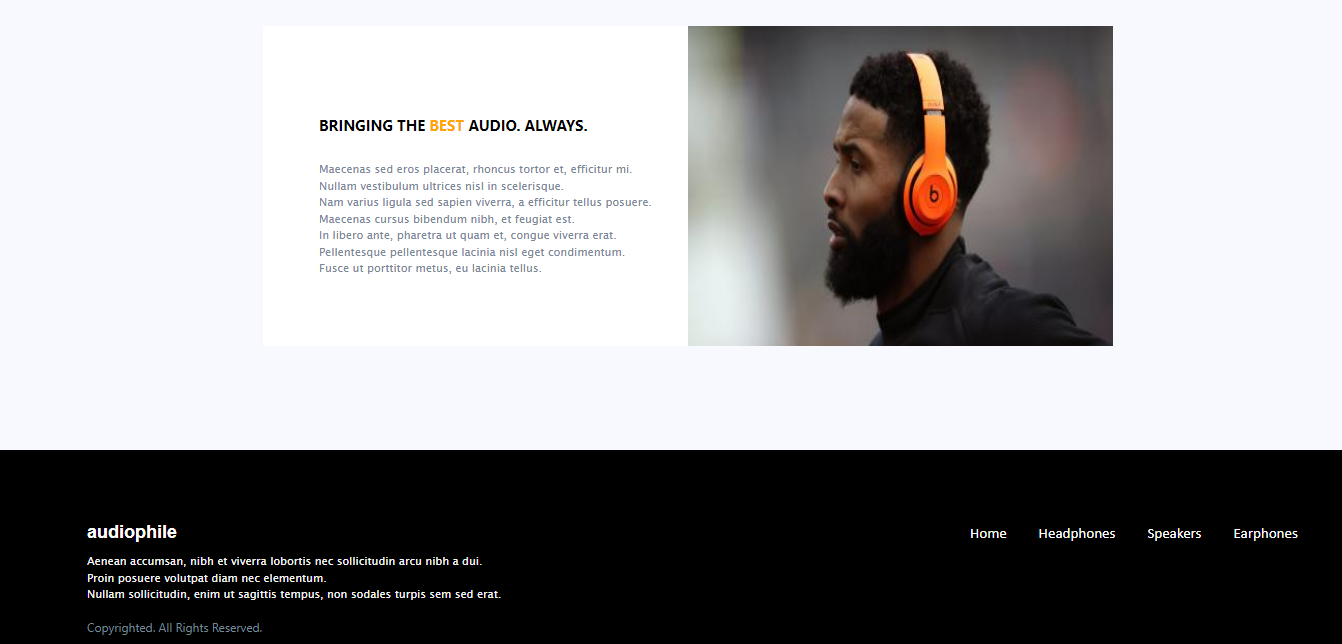 BRINGING THE BEST AUDIO. ALWAYS.
Maecenas sed eros placerat, rhoncus tortor et, efficitur mi.
Nullam vestibulum ultrices nisl in scelerisque.
Nam varius ligula sed sapien viverra, a efficitur tellus posuere.
Maecenas cursus bibendum nibh, et feugiat est.
In libero ante, pharetra ut quam et, congue viverra erat.
Pellentesque pellentesque lacinia nisl eget condimentum.
Fusce ut porttitor metus, eu lacinia tellus.
b
audiophile
Home Headphones Speakers Earphones
Aenean accumsan, nibh et viverra lobortis nec sollicitudin arcu nibh a dui.
Proin posuere volutpat diam nec elementum.
Nullam sollicitudin, enim ut sagittis tempus, non sodales turpis sem sed erat.
Copyrighted. All Rights Reserved.